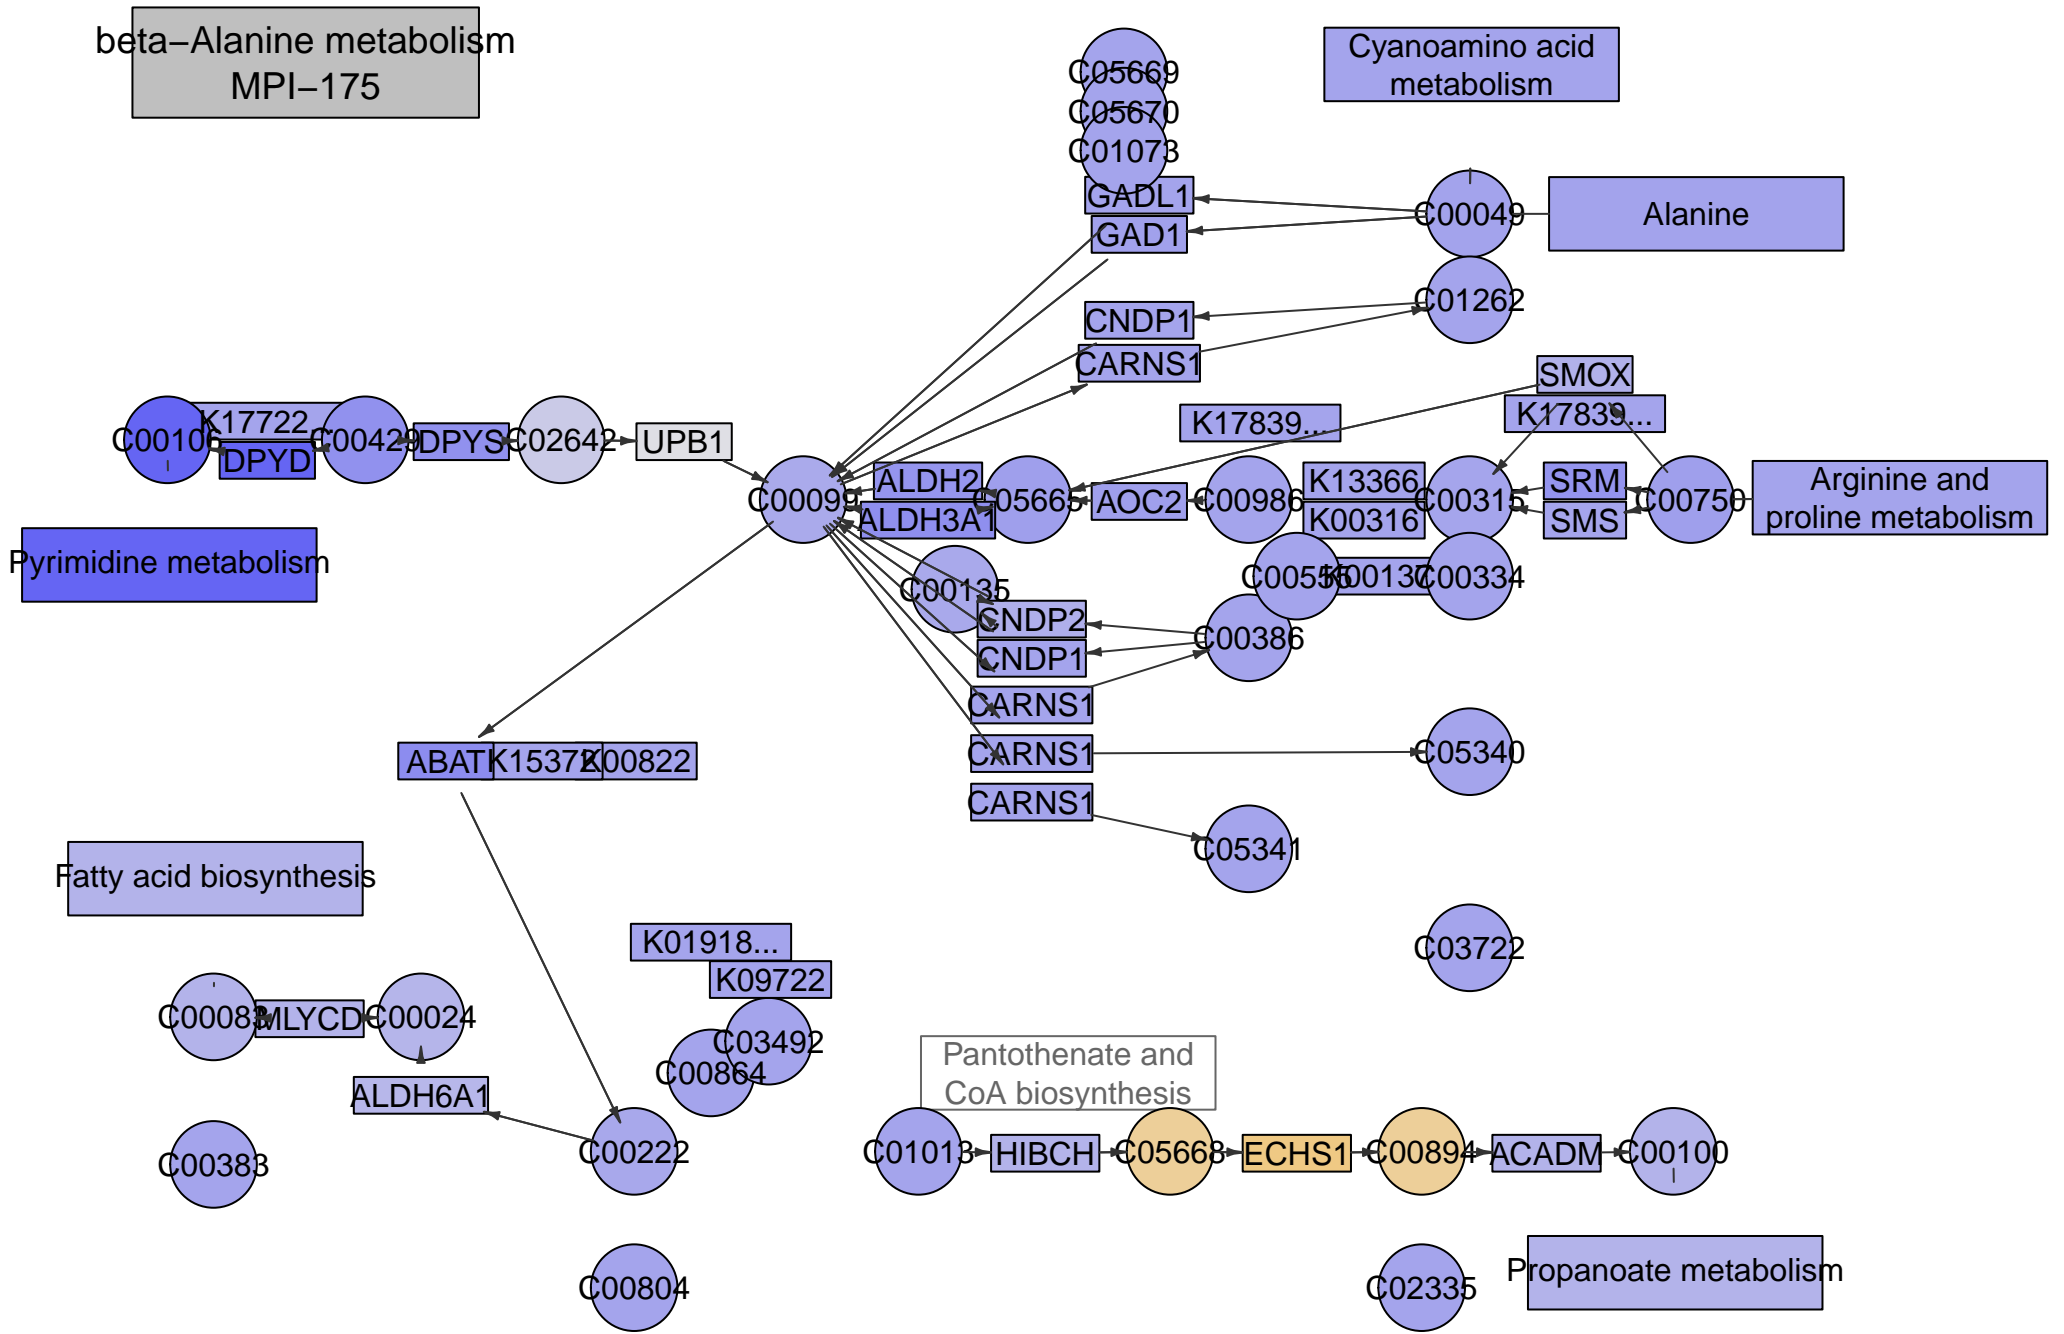 beta−Alanine metabolism
MPI−175
Cyanoamino acid
metabolism
C05669
C05670
C01073
GADL1
GAD1
C00049
Alanine
C01262
CNDP1
CARNS1
SMOX
K17839...
K17839...
C00106
K17722...
DPYD
C00429
DPYS
C02642
UPB1
C00099
ALDH2
ALDH3A1
C05665
AOC2
C00986
K13366
K00316
C00315
SRM
SMS
C00750
Arginine and
proline metabolism
Pyrimidine metabolism
C00135
C00555
K00137
C00334
CNDP2
CNDP1
C00386
CARNS1
CARNS1
C05340
CARNS1
C05341
ABAT
K15372
K00822
Fatty acid biosynthesis
K01918...
K09722
C03722
C00083
MLYCD
C00024
C03492
C00864
ALDH6A1
Pantothenate and
CoA biosynthesis
C00383
C00222
C01013
HIBCH
C05668
ECHS1
C00894
ACADM
C00100
C00804
C02335
Propanoate metabolism